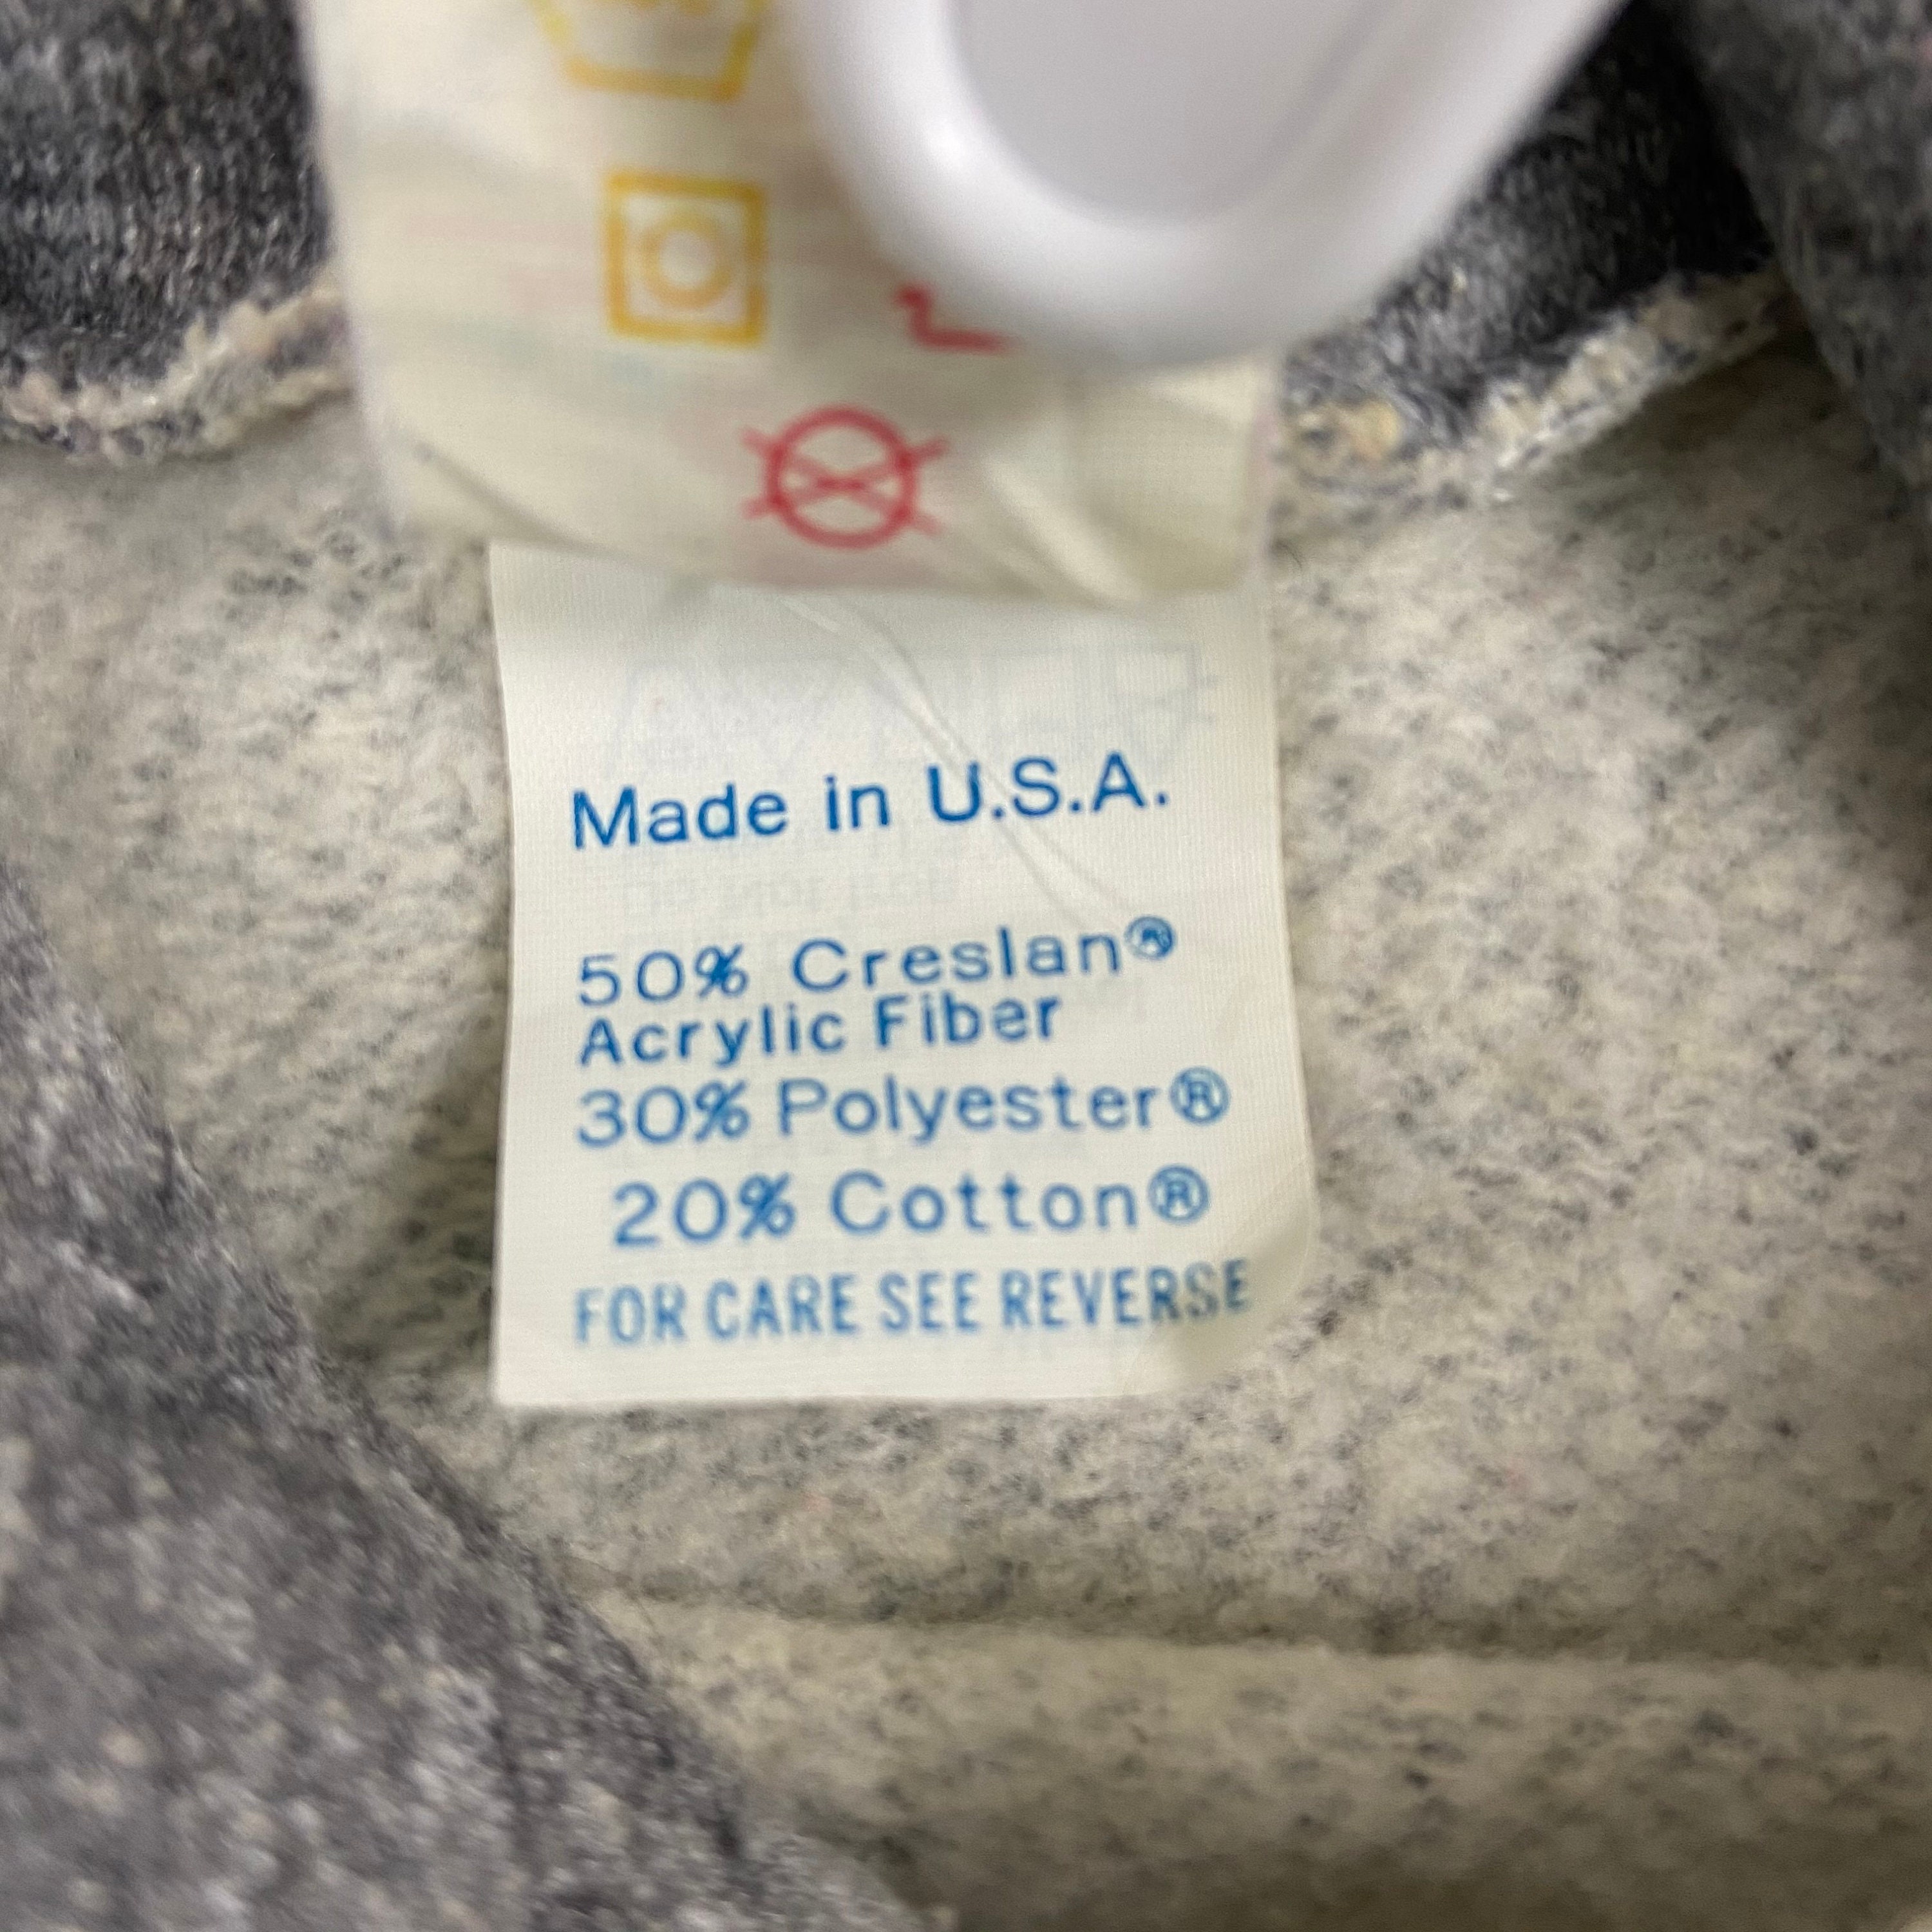 Made in U.S.A.
50% Creslan®
Acrylic Fiber
30% Polyester®
20% Cotton®
FOR CARE SEE REVERSE